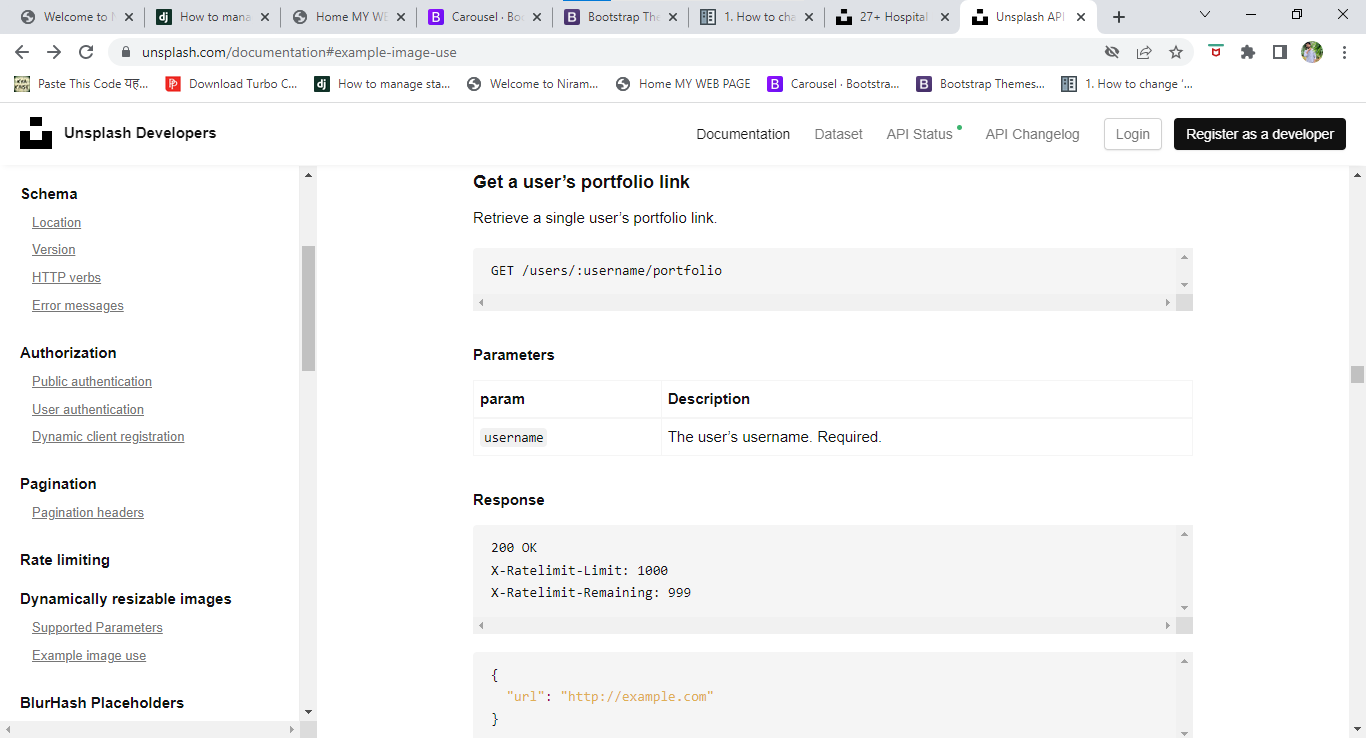 Welcome to N
How to mana
Home MY WE
Carousel · Boo
Bootstrap The
1. How to cha
27+ Hospital
Unsplash API
unsplash.com/documentation#example-image-use
Paste This Code यह...
Download Turbo C...
How to manage sta...
Welcome to Niram...
Home MY WEB PAGE
Carousel · Bootstra...
Bootstrap Themes...
1. How to change '...
Unsplash Developers
Documentation
Dataset
API Status
API Changelog
Login
Register as a developer
Schema
Location
Version
HTTP verbs
Error messages
Authorization
Public authentication
User authentication
Dynamic client registration
Pagination
Pagination headers
Rate limiting
Dynamically resizable images
Supported Parameters
Example image use
BlurHash Placeholders
Get a user’s portfolio link
Retrieve a single user’s portfolio link.
GET /users/:username/portfolio
Parameters
param Description
username The user’s username. Required.
Response
200 OK
X-Ratelimit-Limit: 1000
X-Ratelimit-Remaining: 999
{
"url": "http://example.com"
}